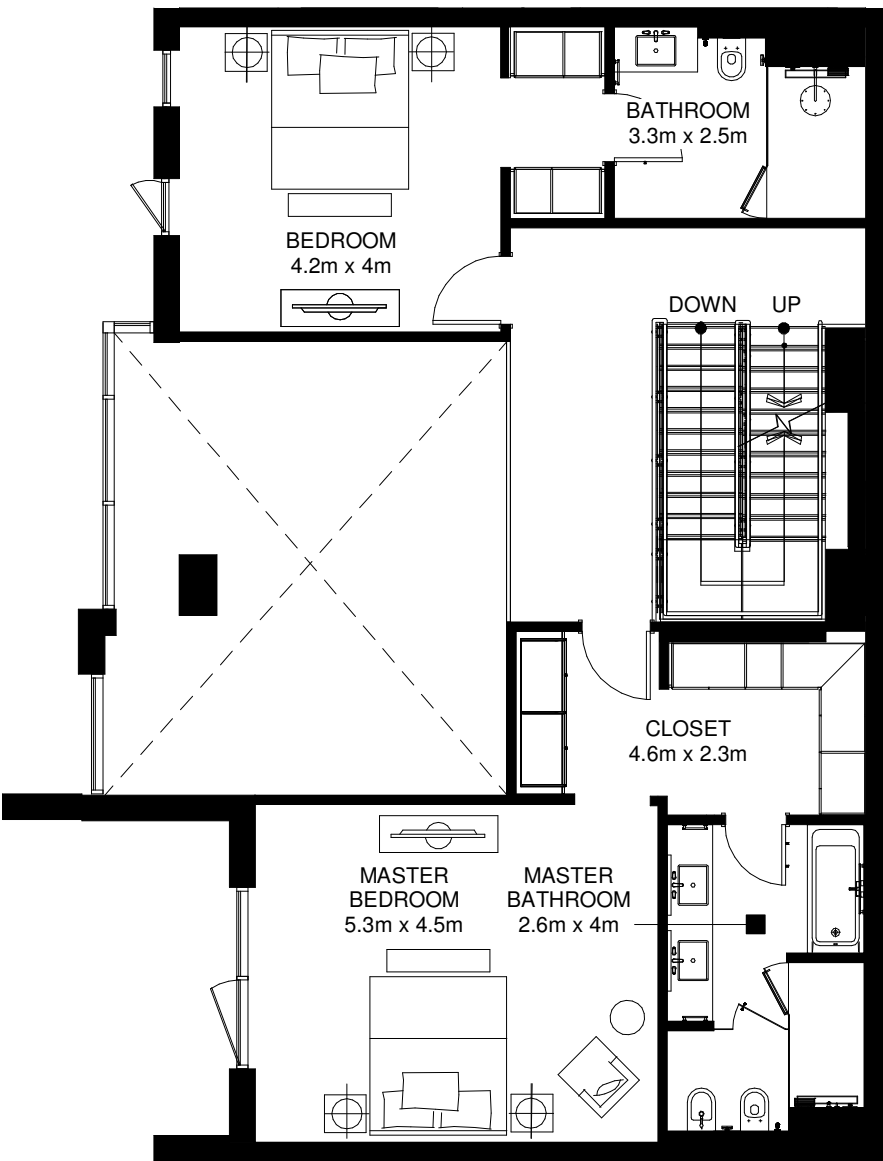 BATHROOM
3.3m x 2.5m
BEDROOM
4.2m x 4m
DOWN
UP
CLOSET
4.6m x 2.3m
MASTER
BEDROOM
5.3m x 4.5m
MASTER
BATHROOM
2.6m x 4m